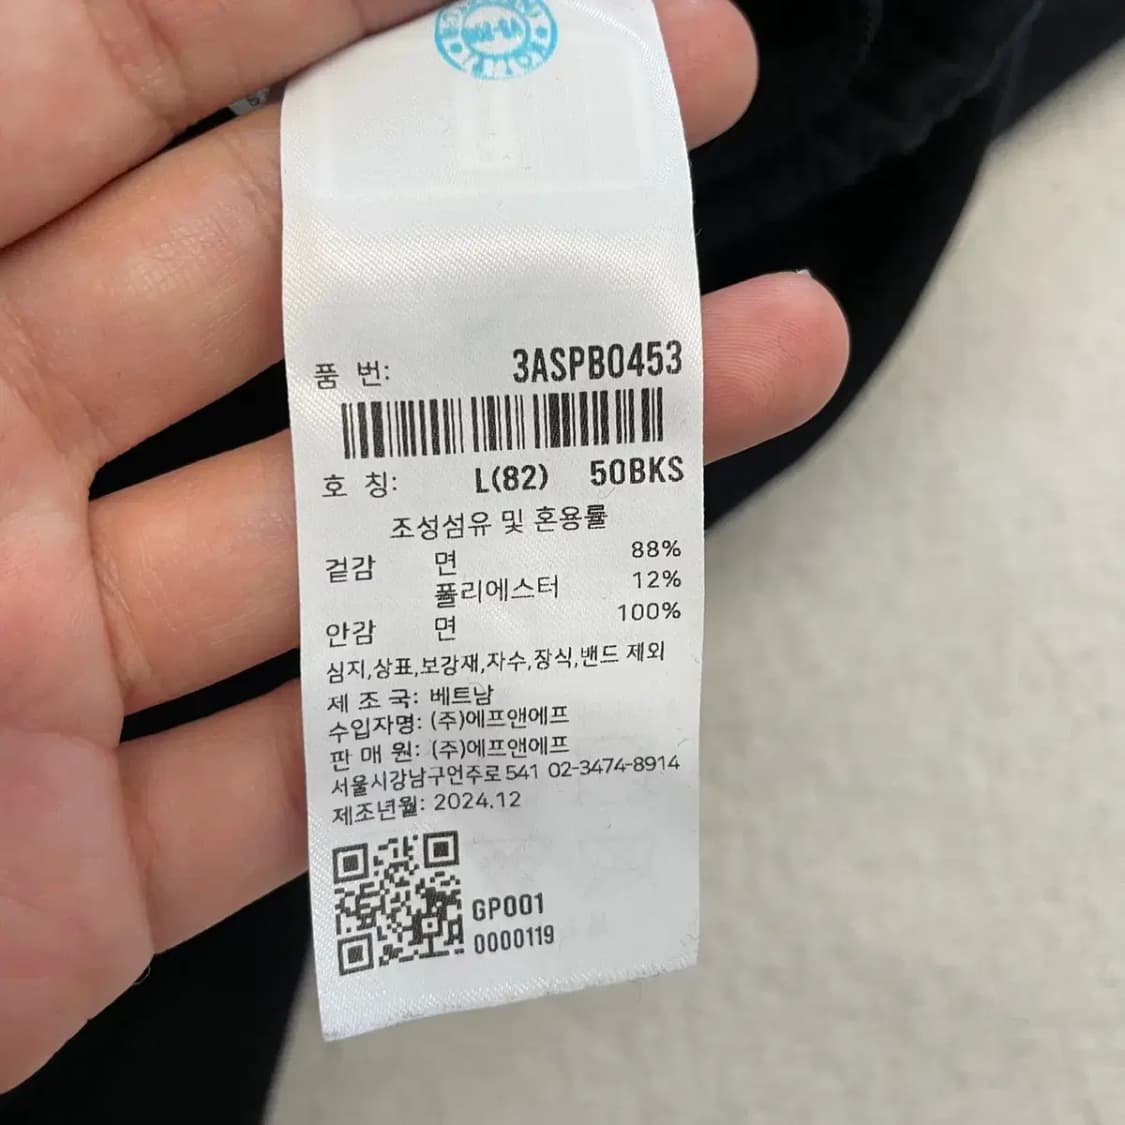 품 번: 3ASPB0453
호 칭: L(82) 50BKS
조성섬유 및 혼용률
겉감 면 88%
폴리에스터 12%
안감 면 100%
심지,상표,보강재,자수,장식,밴드 제외
제 조 국: 베트남
수입자명: (주)에프앤에프
판 매 원: (주)에프앤에프
서울시강남구언주로 541 02-3474-8914
제조년월: 2024.12
GP001
0000119